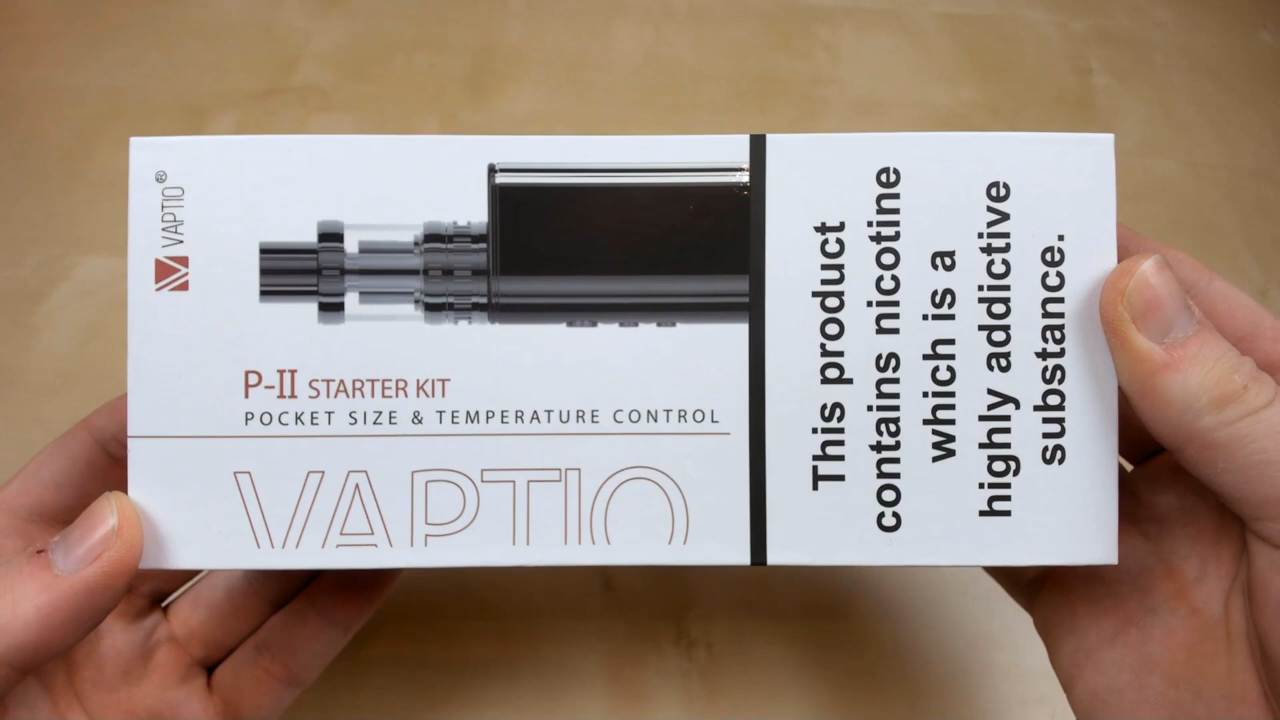 VAPTIO®
P-II STARTER KIT
POCKET SIZE & TEMPERATURE CONTROL
VAPTIO
This product
contains nicotine
which is a
highly addictive
substance.